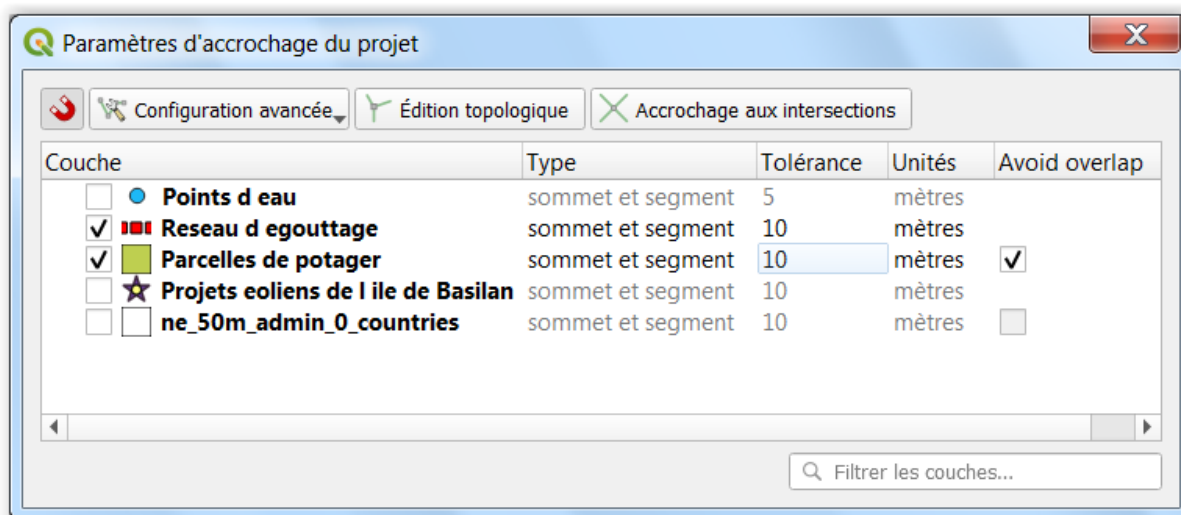 Paramètres d'accrochage du projet
Configuration avancée Édition topologique Accrochage aux intersections
Couche Type Tolérance Unités Avoid overlap
Points d eau sommet et segment 5 mètres
Reseau d egouttage sommet et segment 10 mètres
Parcelles de potager sommet et segment 10 mètres
Projets eoliens de l ile de Basilan sommet et segment 10 mètres
ne_50m_admin_0_countries sommet et segment 10 mètres
Filtrer les couches...